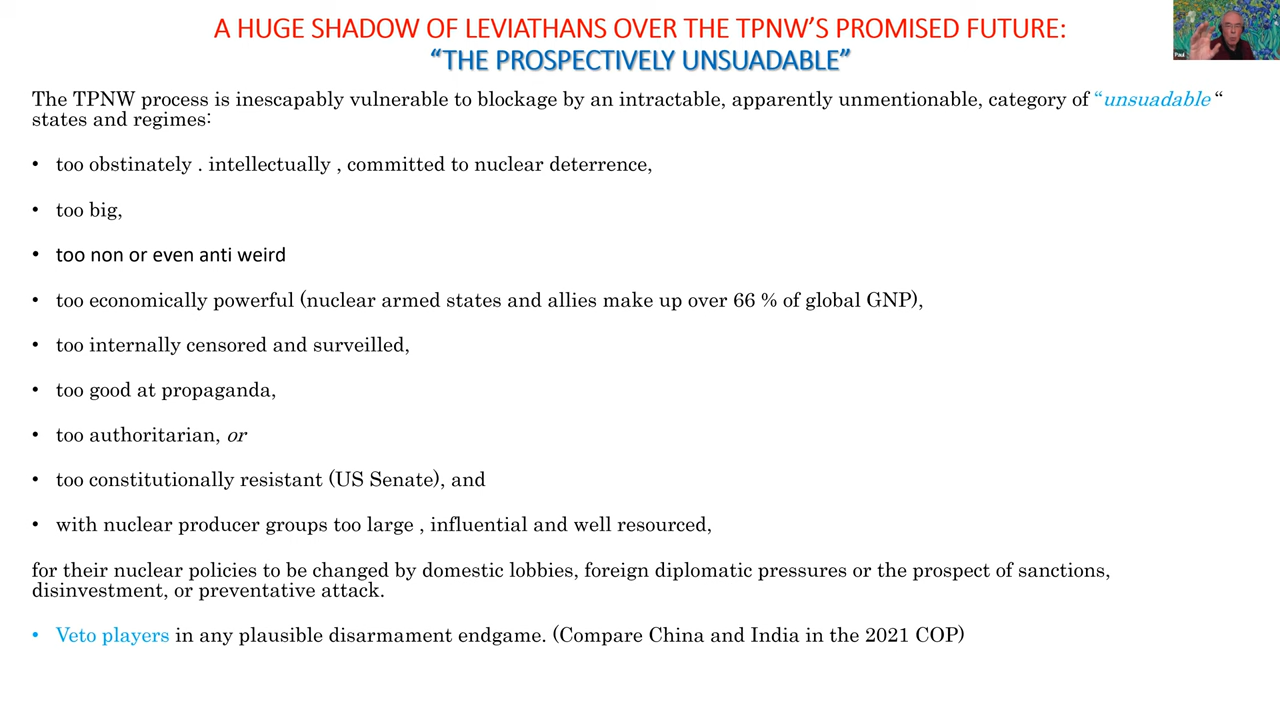 A HUGE SHADOW OF LEVIATHANS OVER THE TPNW'S PROMISED FUTURE:
“THE PROSPECTIVELY UNSUADABLE”
The TPNW process is inescapably vulnerable to blockage by an intractable, apparently unmentionable, category of “unsuadable “
states and regimes:
• too obstinately . intellectually , committed to nuclear deterrence,
• too big,
• too non or even anti weird
• too economically powerful (nuclear armed states and allies make up over 66 % of global GNP),
• too internally censored and surveilled,
• too good at propaganda,
• too authoritarian, or
• too constitutionally resistant (US Senate), and
• with nuclear producer groups too large , influential and well resourced,
for their nuclear policies to be changed by domestic lobbies, foreign diplomatic pressures or the prospect of sanctions,
disinvestment, or preventative attack.
• Veto players in any plausible disarmament endgame. (Compare China and India in the 2021 COP)
Paul